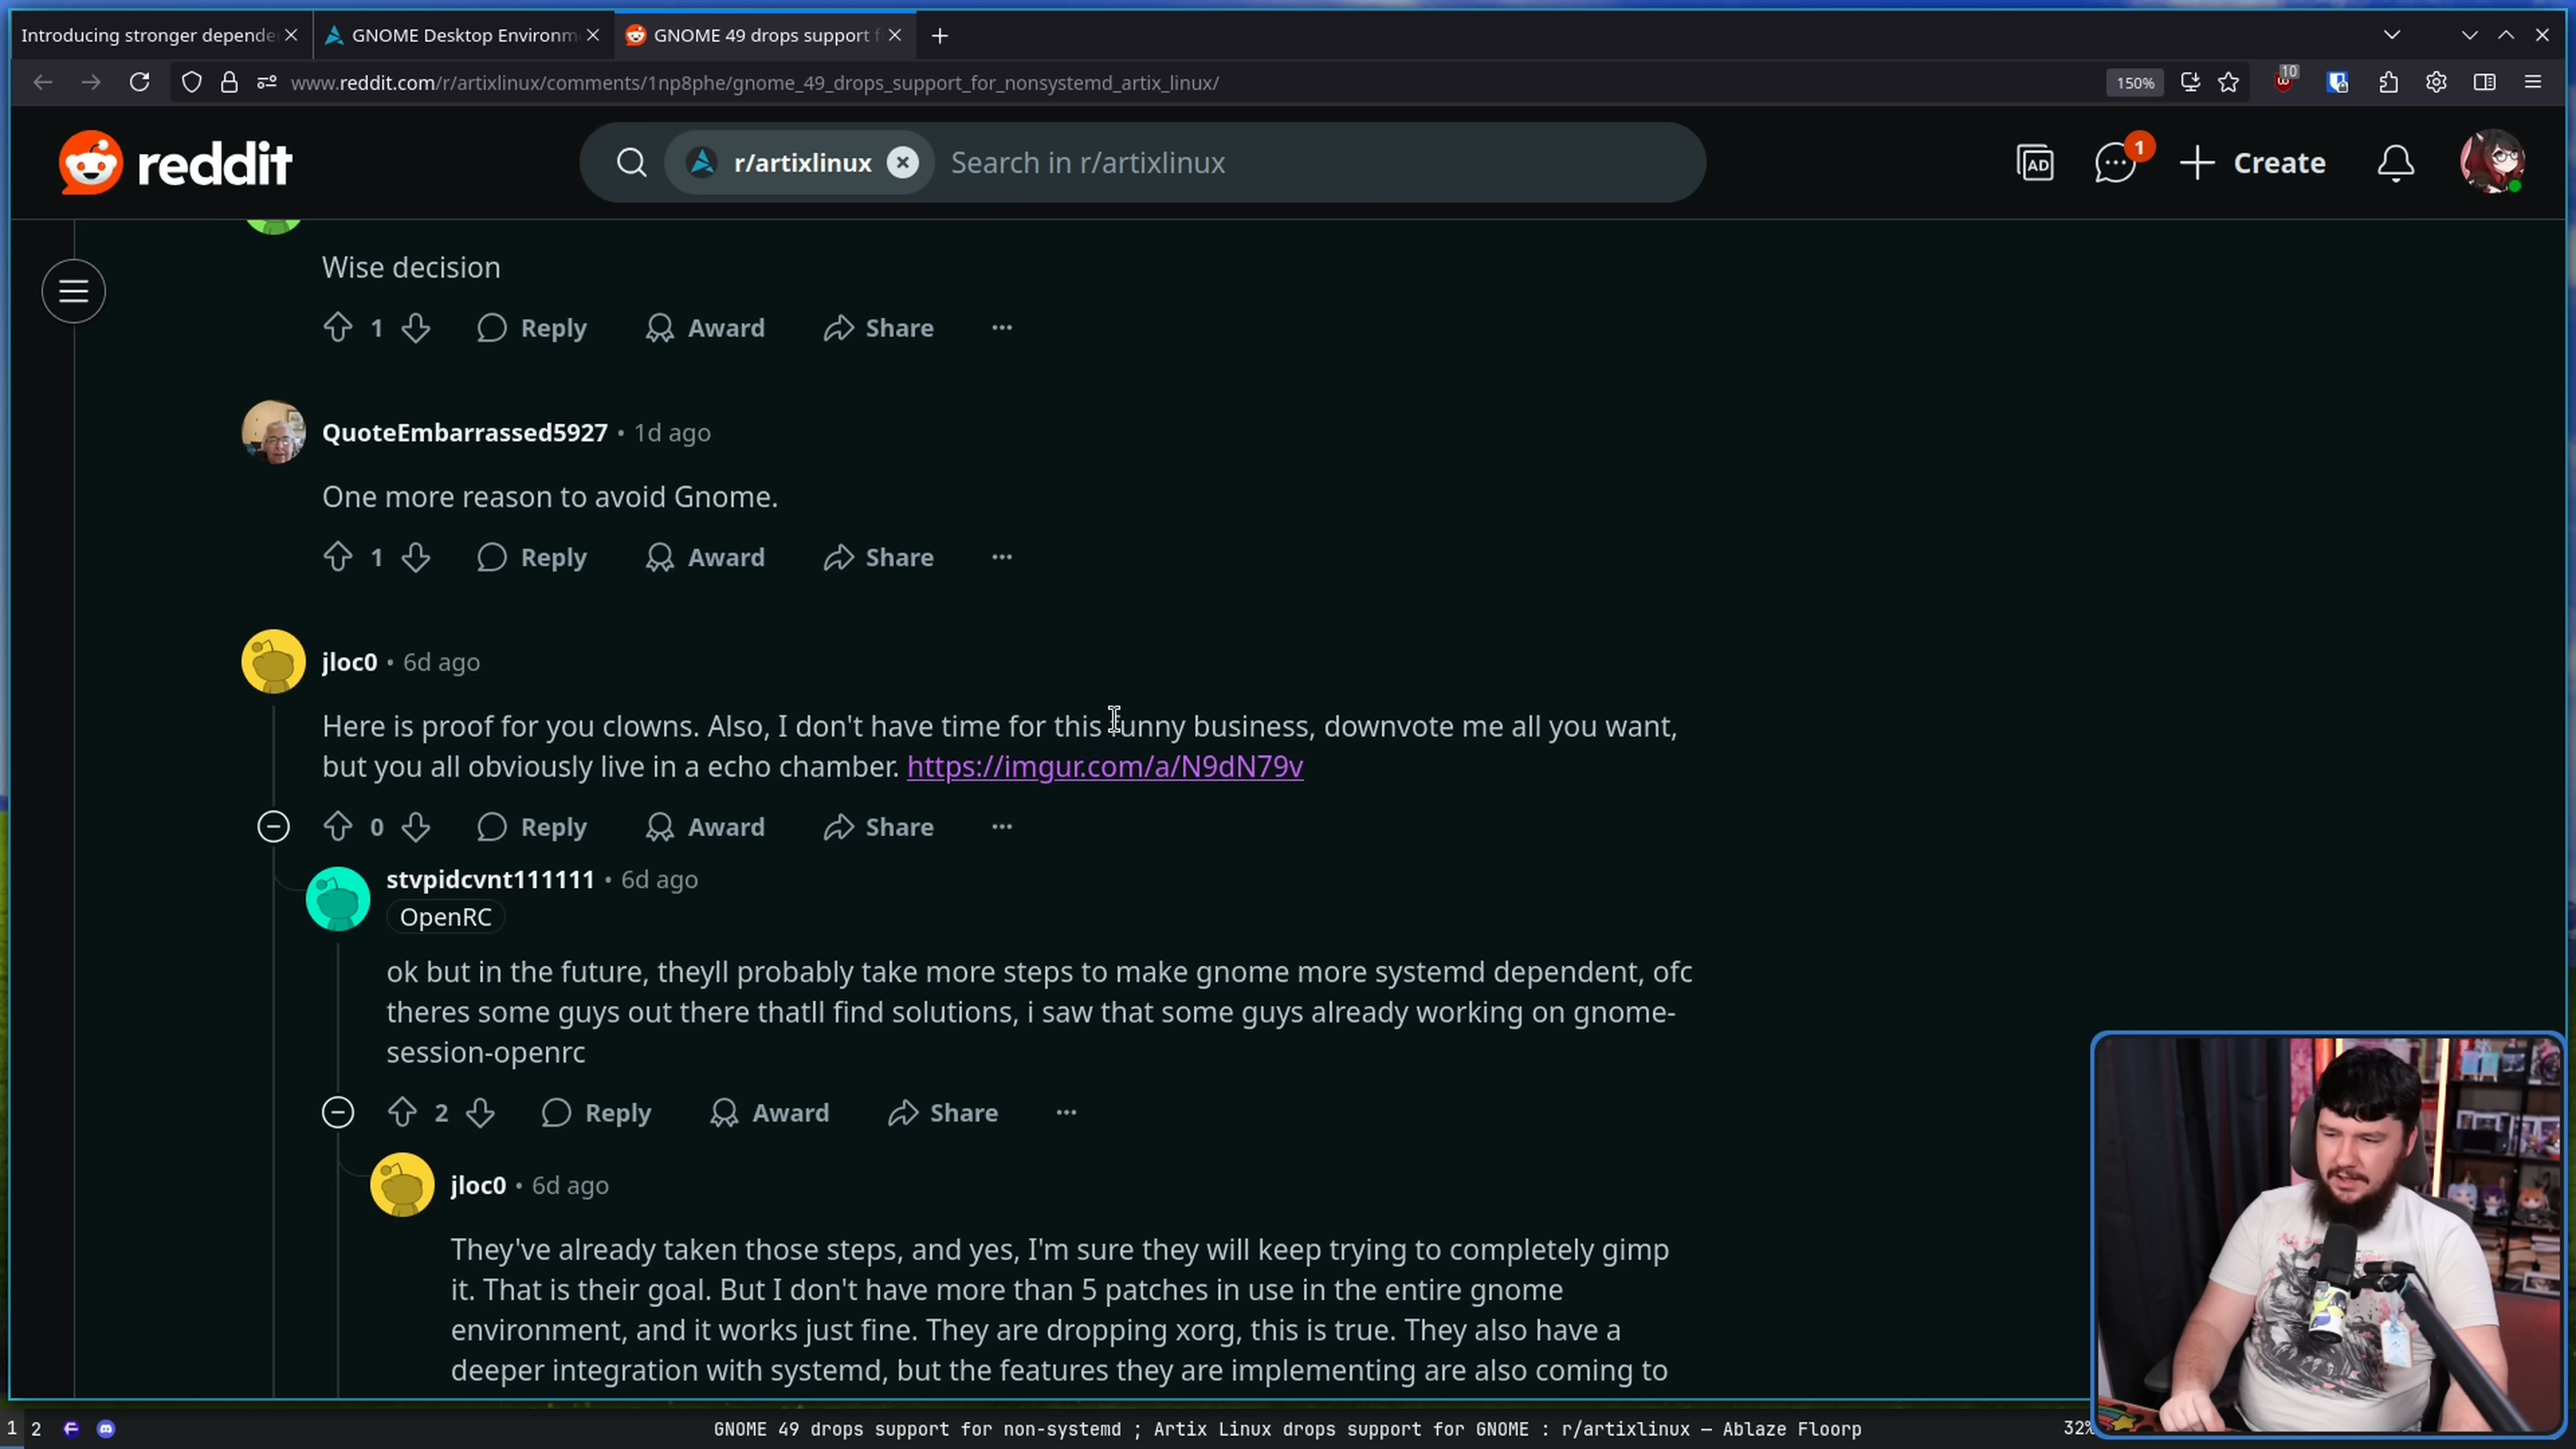 Introducing stronger depende
GNOME Desktop Environm
GNOME 49 drops support f
www.reddit.com/r/artixlinux/comments/1np8phe/gnome_49_drops_support_for_nonsystemd_artix_linux/
150%
10
reddit
r/artixlinux
Search in r/artixlinux
AD
1
Create
Wise decision
1
Reply
Award
Share
QuoteEmbarrassed5927 • 1d ago
One more reason to avoid Gnome.
1
Reply
Award
Share
jloc0 • 6d ago
Here is proof for you clowns. Also, I don't have time for this funny business, downvote me all you want,
but you all obviously live in a echo chamber. https://imgur.com/a/N9dN79v
0
Reply
Award
Share
stvpidcvnt111111 • 6d ago
OpenRC
ok but in the future, theyll probably take more steps to make gnome more systemd dependent, ofc
theres some guys out there thatll find solutions, i saw that some guys already working on gnome-
session-openrc
2
Reply
Award
Share
jloc0 • 6d ago
They've already taken those steps, and yes, I'm sure they will keep trying to completely gimp
it. That is their goal. But I don't have more than 5 patches in use in the entire gnome
environment, and it works just fine. They are dropping xorg, this is true. They also have a
deeper integration with systemd, but the features they are implementing are also coming to
1 2
GNOME 49 drops support for non-systemd ; Artix Linux drops support for GNOME : r/artixlinux — Ablaze Floorp
32%